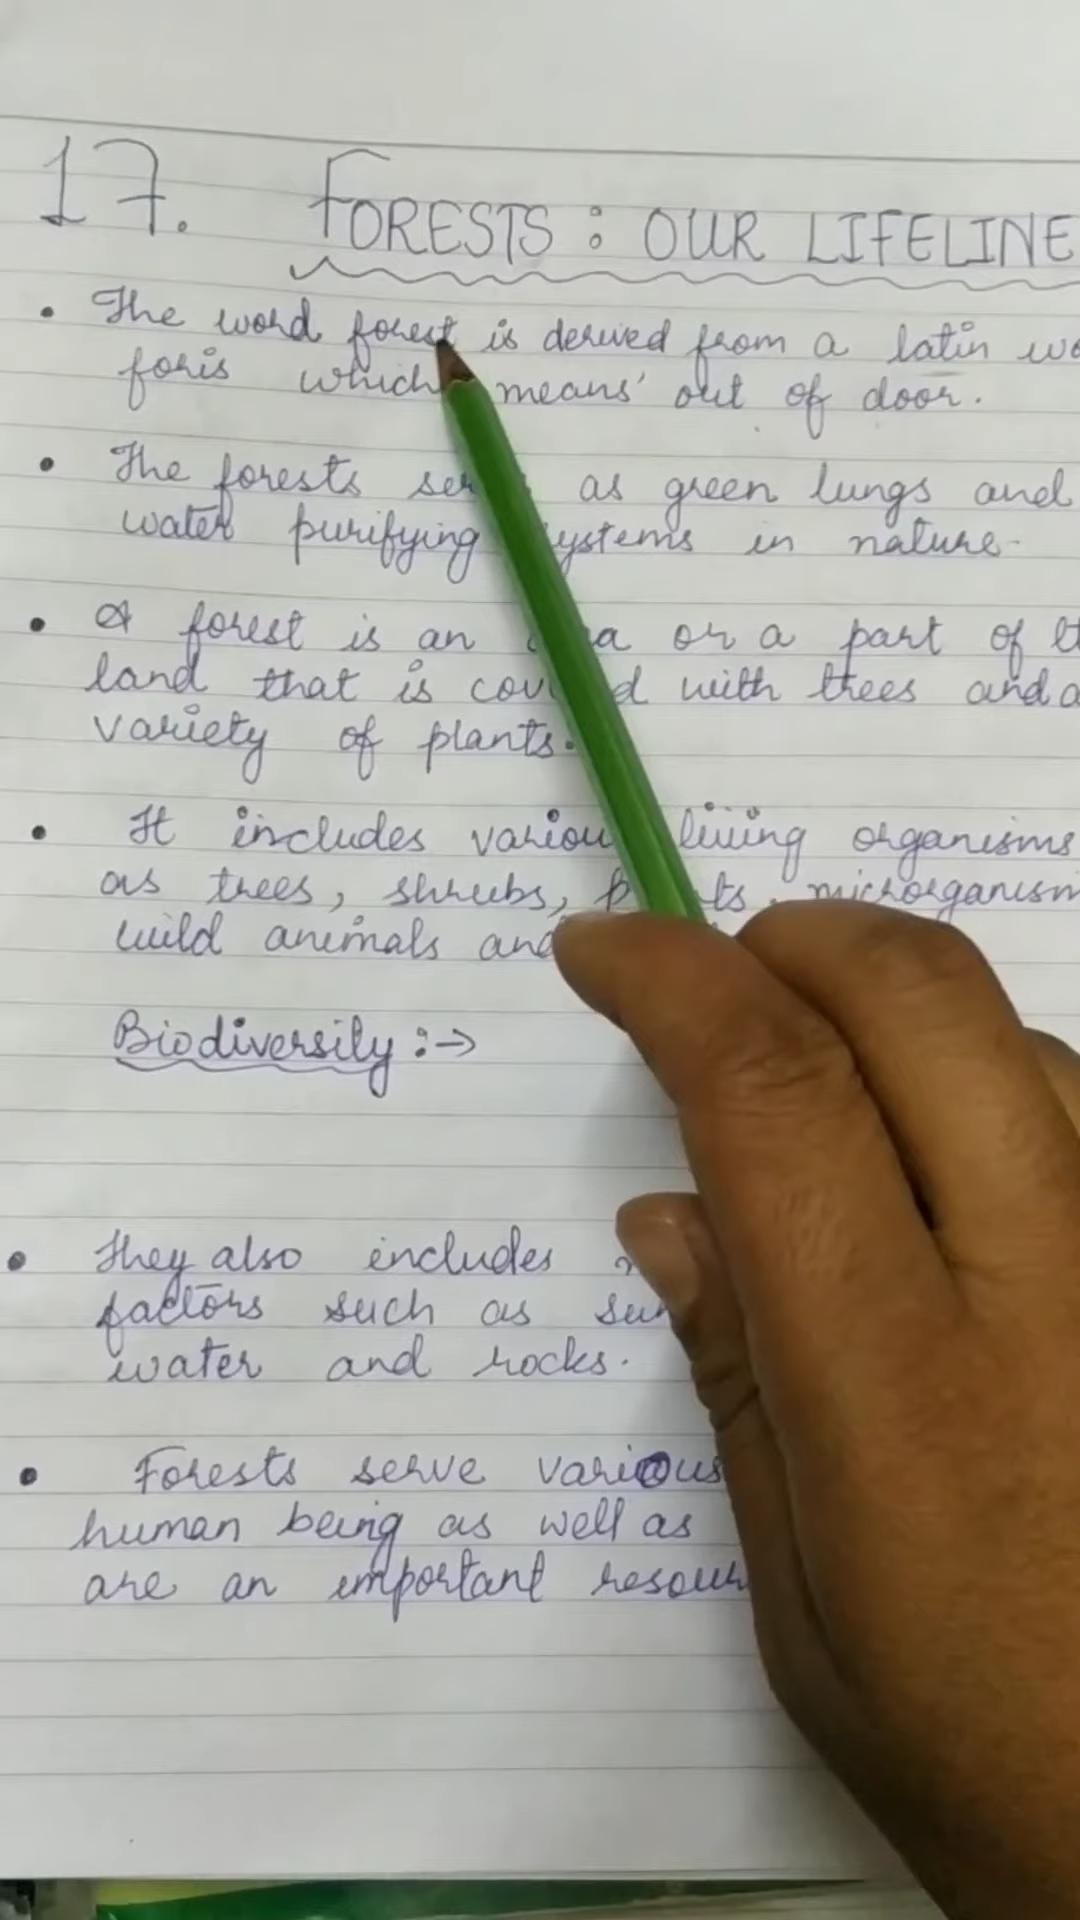 17. FORESTS : OUR LIFELINE
• The word forest is derived from a latin
foris which means' out of door.
• The forests as green lungs and
water purifying systems in nature.
• A forest is an or a part of
land that is with trees and a
variety of plants.
• It includes living organisms
as trees, shrubs,
wild animals and
Biodiversity :→
• They also includes
factors such as
water and rocks.
• Forests serve various
human being as well as
are an important